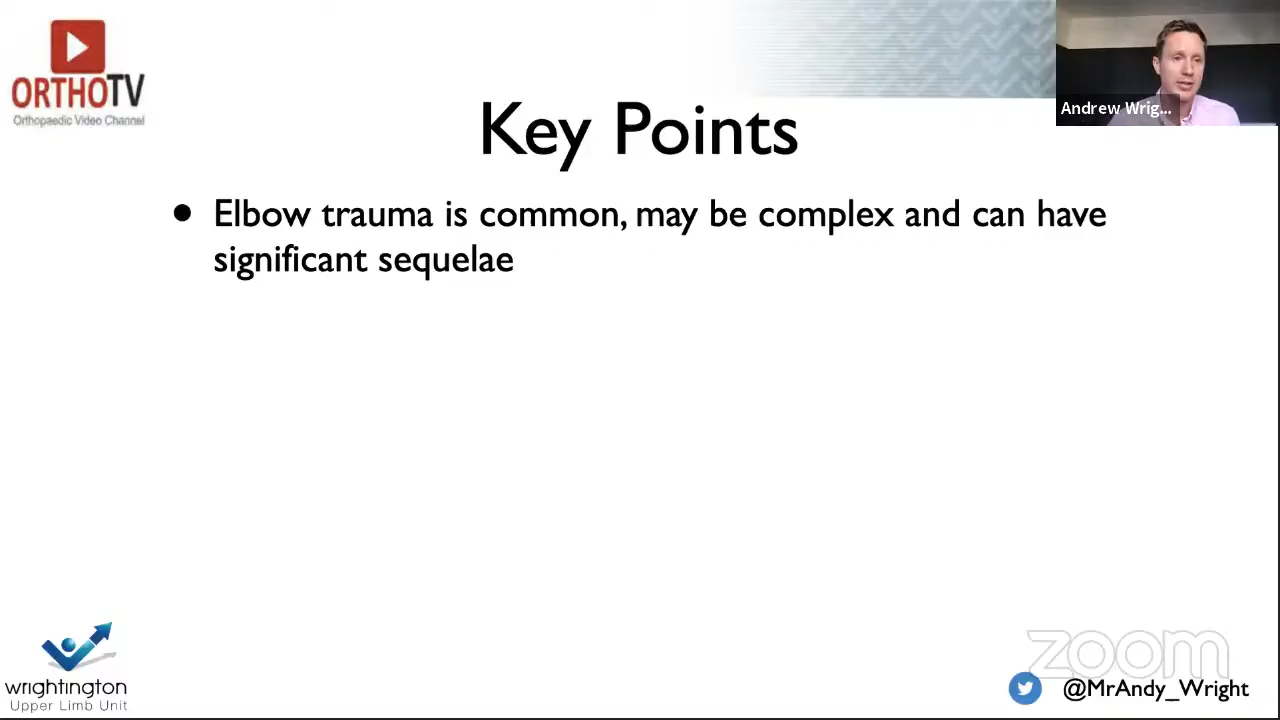 ORTHOTV
Orthopaedic Video Channel
Andrew Wrig...
Key Points
• Elbow trauma is common, may be complex and can have
significant sequelae
wrightington
Upper Limb Unit
zoom
@MrAndy_Wright